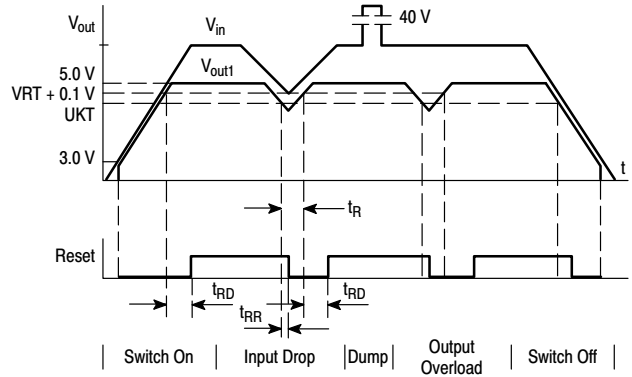 V_out
V_in
40 V
5.0 V
V_out1
VRT + 0.1 V
UKT
3.0 V
t
t_R
Reset
t_RD
t_RD
t_RR
Switch On
Input Drop
Dump
Output
Overload
Switch Off